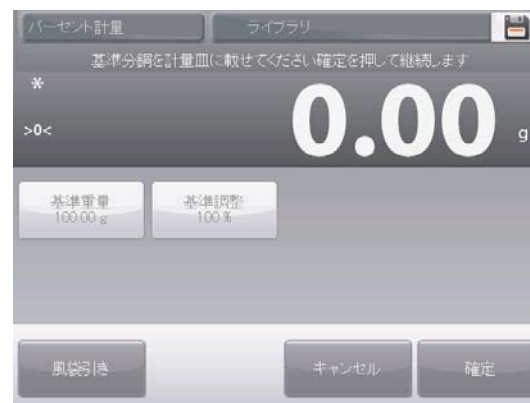 パーセント計量 ライブラリ
基準分銅を計量皿に載せてください確定を押して継続します
*
>0<
0.00 g
基準重量 基準調整
100.00 g 100 %
風袋引き キャンセル 確定